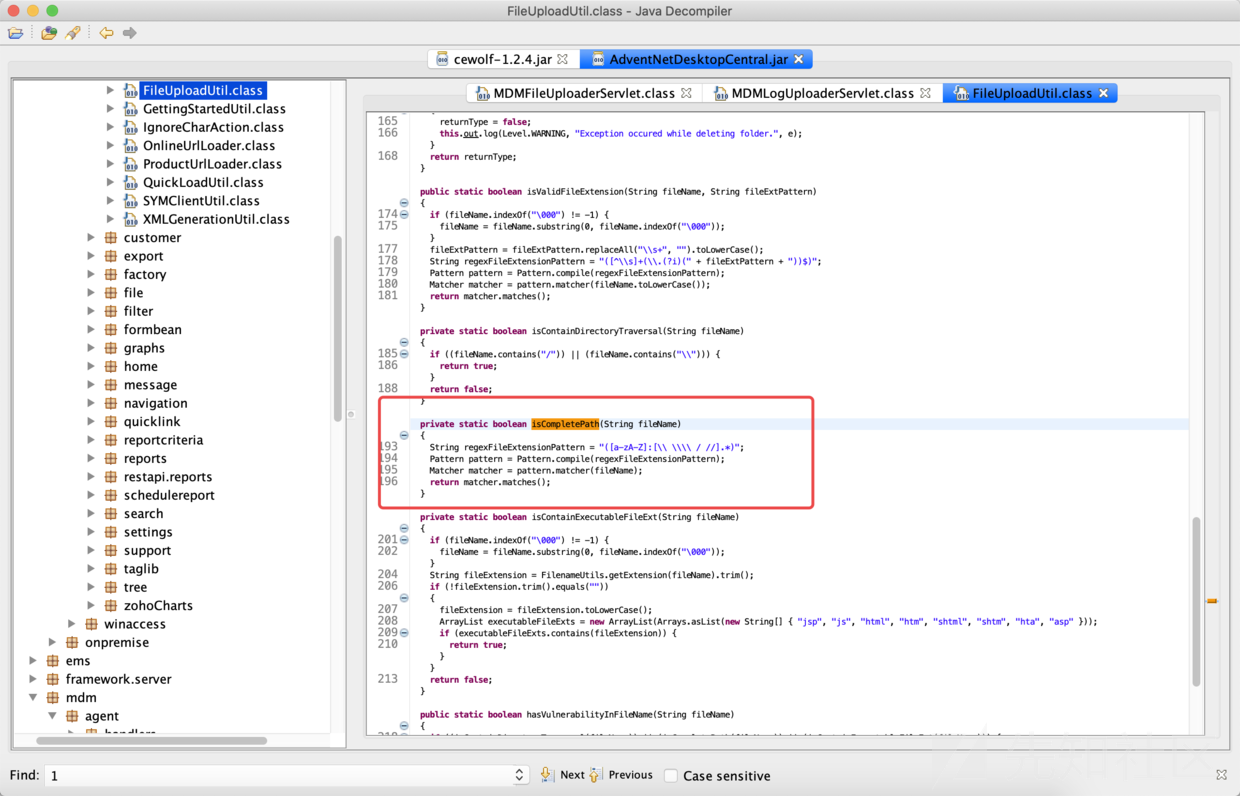 FileUploadUtil.class - Java Decompiler
cewolf-1.2.4.jar
AdventNetDesktopCentral.jar
FileUploadUtil.class
GettingStartedUtil.class
IgnoreCharAction.class
OnlineUrlLoader.class
ProductUrlLoader.class
QuickLoadUtil.class
SYMClientUtil.class
XMLGenerationUtil.class
customer
export
factory
file
filter
formbean
graphs
home
message
navigation
quicklink
reportcriteria
reports
restapi.reports
schedulereport
search
settings
support
taglib
tree
zohoCharts
winaccess
onpremise
ems
framework.server
mdm
agent
MDMFileUploaderServlet.class
MDMLogUploaderServlet.class
FileUploadUtil.class
165 returnType = false;
166 this.out.log(Level.WARNING, "Exception occured while deleting folder.", e);
}
168 return returnType;
}
public static boolean isValidFileExtension(String fileName, String fileExtPattern)
{
174 if (fileName.indexOf("\000") != -1) {
175 fileName = fileName.substring(0, fileName.indexOf("\000"));
}
177 fileExtPattern = fileExtPattern.replaceAll("\\s+", "").toLowerCase();
178 String regexFileExtensionPattern = "([^\\s]+(\\.(?i)(" + fileExtPattern + "))$)";
179 Pattern pattern = Pattern.compile(regexFileExtensionPattern);
180 Matcher matcher = pattern.matcher(fileName.toLowerCase());
181 return matcher.matches();
}
private static boolean isContainDirectoryTraversal(String fileName)
{
185 if ((fileName.contains("/")) || (fileName.contains("\\"))) {
186 return true;
}
188 return false;
}
private static boolean isCompletePath(String fileName)
{
193 String regexFileExtensionPattern = "([a-zA-Z]:[\\ \\\\ / //].*)";
194 Pattern pattern = Pattern.compile(regexFileExtensionPattern);
195 Matcher matcher = pattern.matcher(fileName);
196 return matcher.matches();
}
private static boolean isContainExecutableFileExt(String fileName)
{
201 if (fileName.indexOf("\000") != -1) {
202 fileName = fileName.substring(0, fileName.indexOf("\000"));
}
204 String fileExtension = FilenameUtils.getExtension(fileName).trim();
206 if (!fileExtension.trim().equals(""))
{
207 fileExtension = fileExtension.toLowerCase();
208 ArrayList executableFileExts = new ArrayList(Arrays.asList(new String[] { "jsp", "js", "html", "htm", "shtml", "shtm", "hta", "asp" }));
209 if (executableFileExts.contains(fileExtension)) {
210 return true;
}
}
213 return false;
}
public static boolean hasVulnerabilityInFileName(String fileName)
{
Find: 1 Next Previous Case sensitive